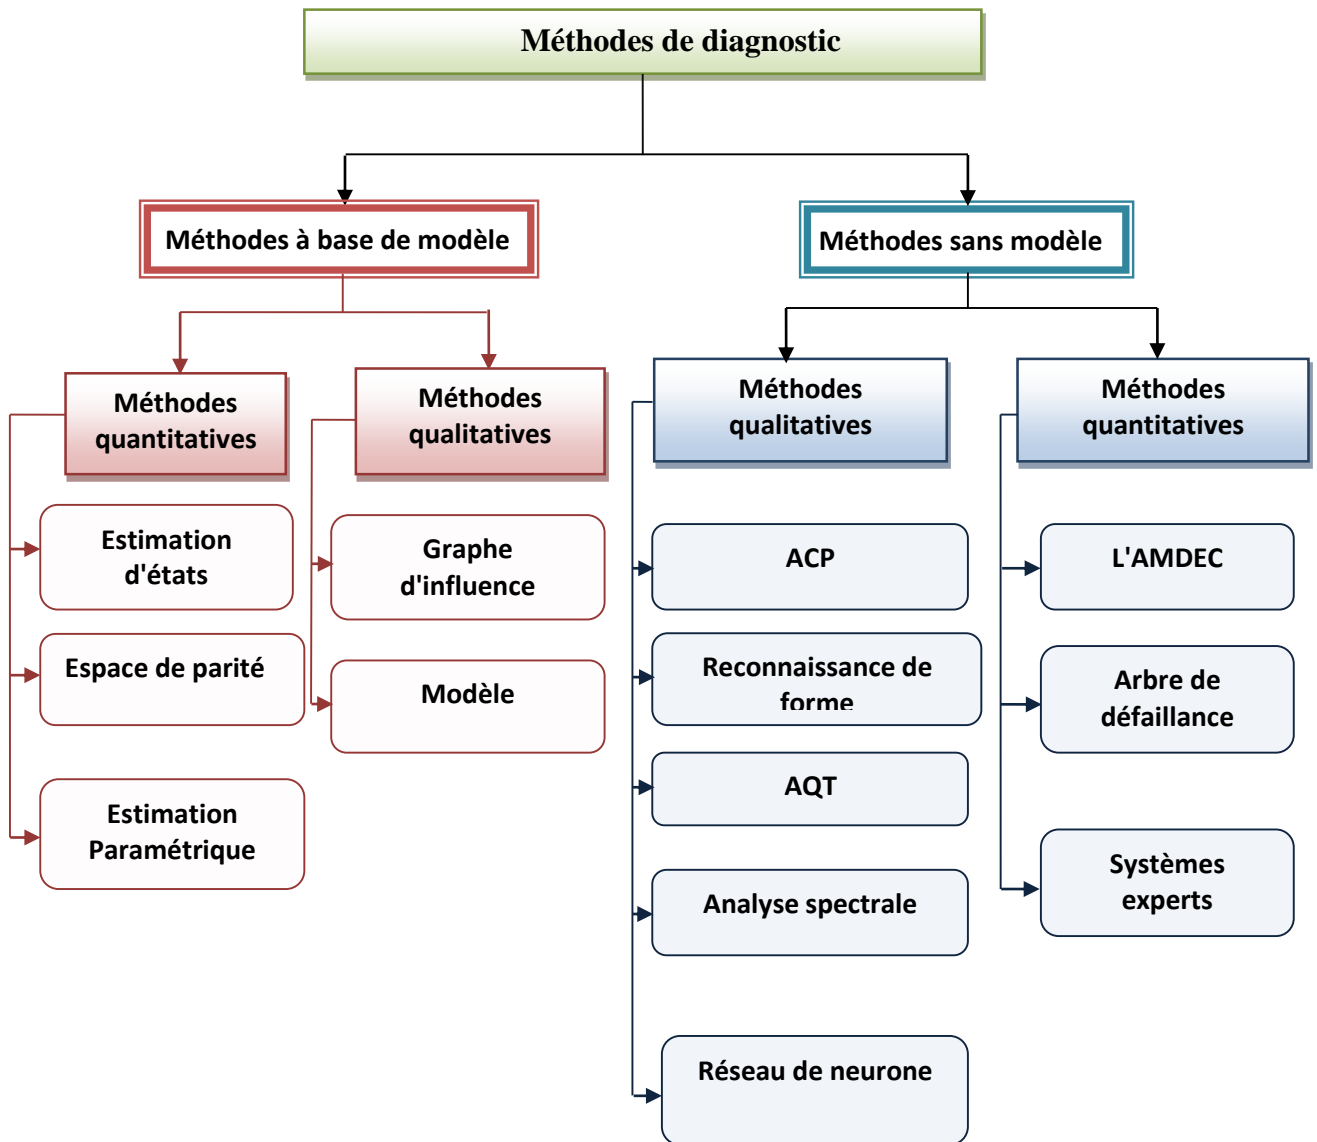 Méthodes de diagnostic
Méthodes à base de modèle
Méthodes sans modèle
Méthodes
quantitatives
Méthodes
qualitatives
Méthodes
qualitatives
Méthodes
quantitatives
Estimation
d'états
Espace de parité
Estimation
Paramétrique
Graphe
d'influence
Modèle
ACP
Reconnaissance de
forme
AQT
Analyse spectrale
Réseau de neurone
L'AMDEC
Arbre de
défaillance
Systèmes
experts